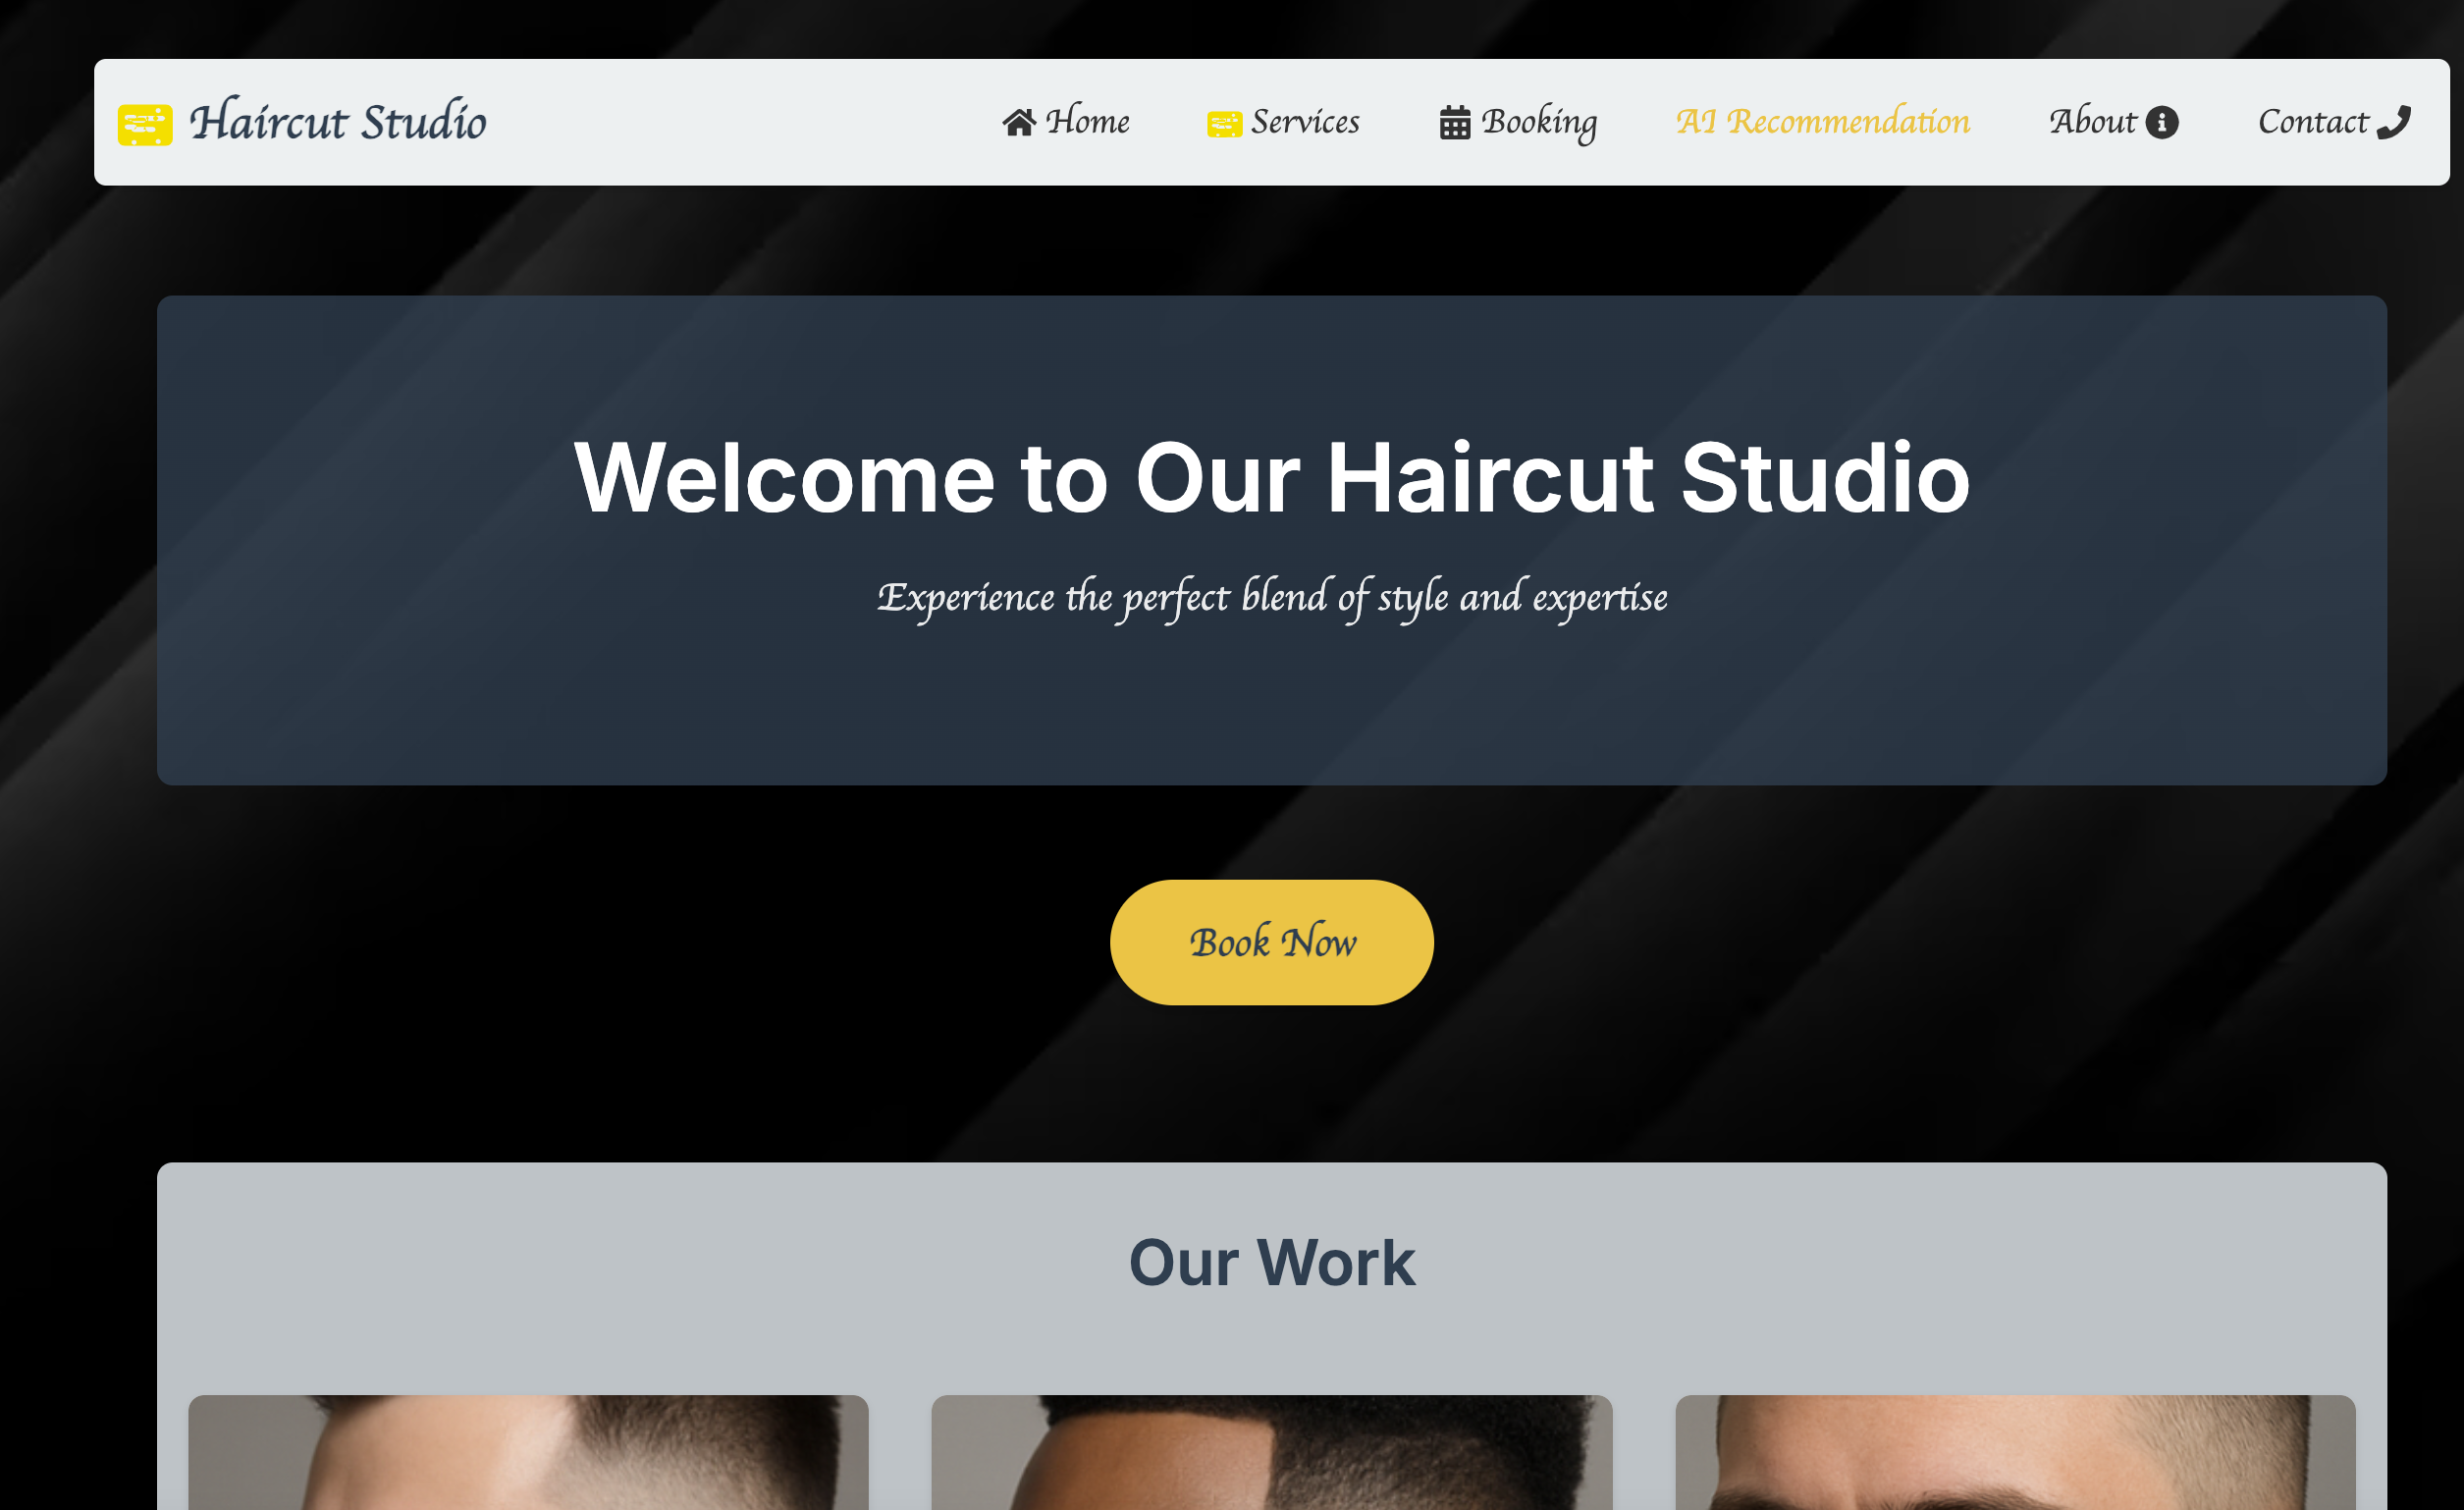 Haircut Studio
Home Services Booking AI Recommendation About Contact
Welcome to Our Haircut Studio
Experience the perfect blend of style and expertise
Book Now
Our Work